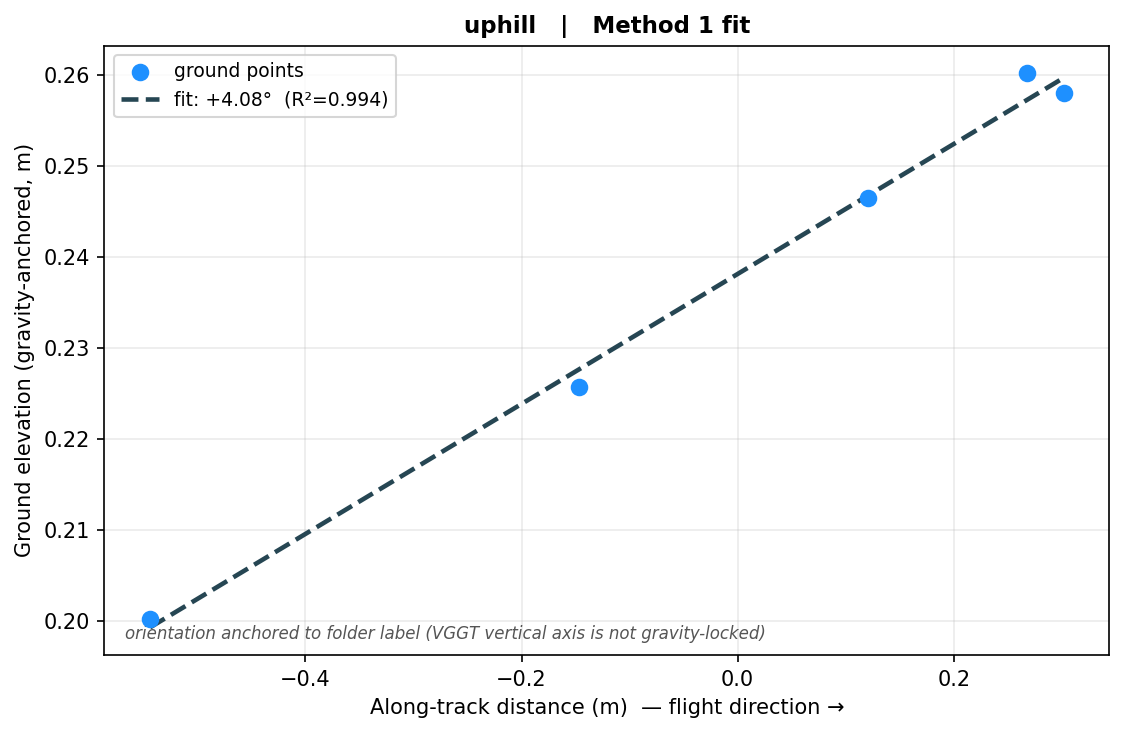 uphill | Method 1 fit
ground points
fit: +4.08° (R²=0.994)
Ground elevation (gravity-anchored, m)
0.26
0.25
0.24
0.23
0.22
0.21
0.20
orientation anchored to folder label (VGGT vertical axis is not gravity-locked)
−0.4 −0.2 0.0 0.2
Along-track distance (m) — flight direction →